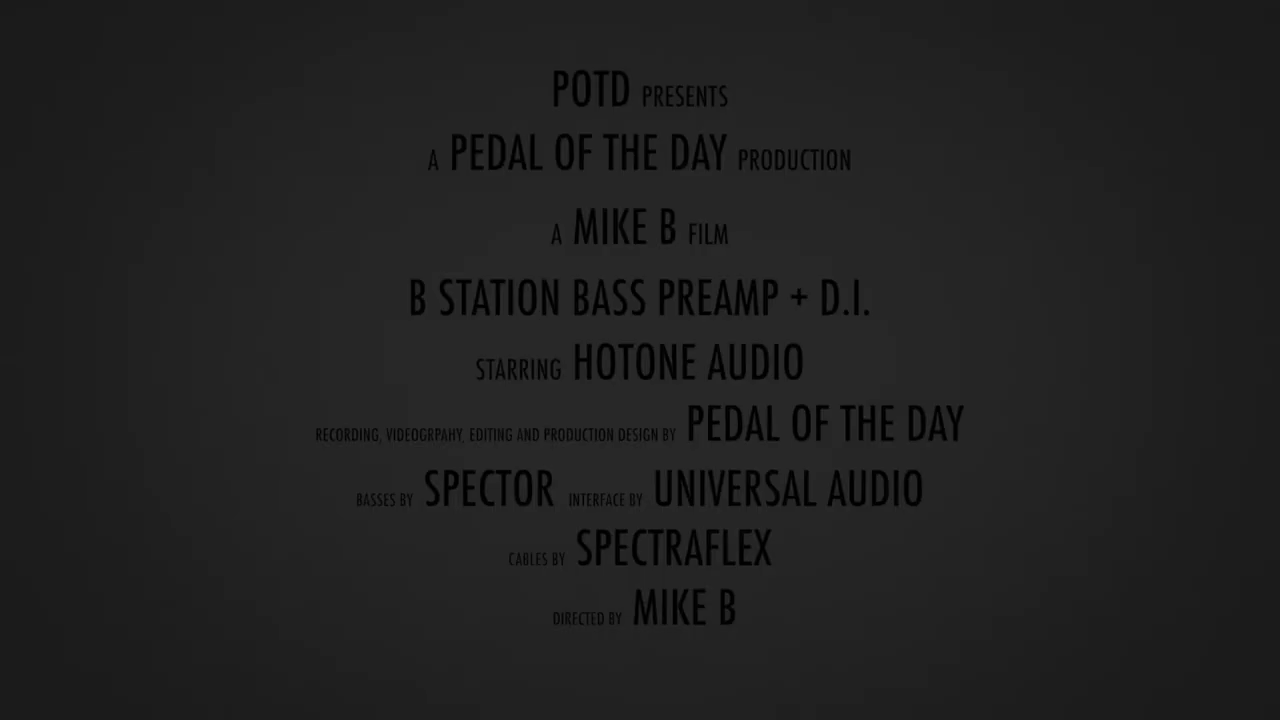 POTD PRESENTS
A PEDAL OF THE DAY PRODUCTION
A MIKE B FILM
B STATION BASS PREAMP + D.I.
STARRING HOTONE AUDIO
RECORDING, VIDEOGRPAHY, EDITING AND PRODUCTION DESIGN BY PEDAL OF THE DAY
BASSES BY SPECTOR INTERFACE BY UNIVERSAL AUDIO
CABLES BY SPECTRAFLEX
DIRECTED BY MIKE B